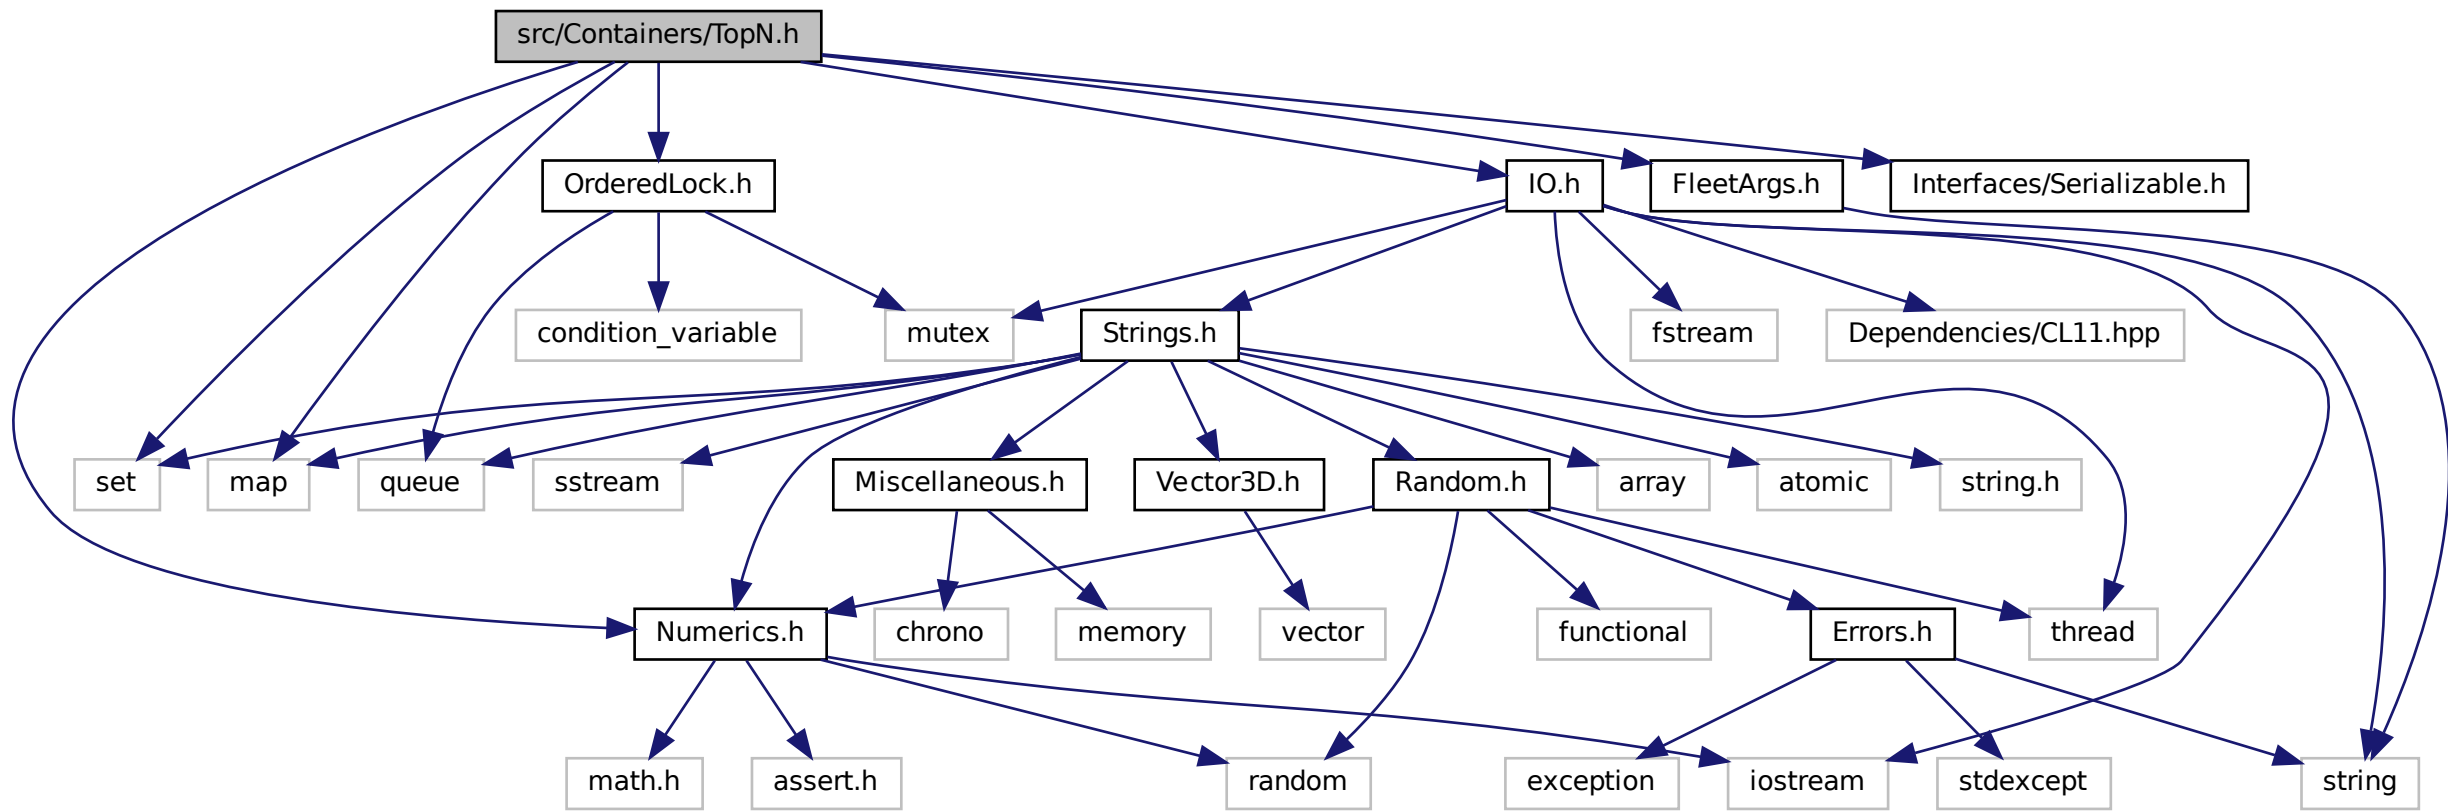 src/Containers/TopN.h
OrderedLock.h
IO.h
FleetArgs.h
Interfaces/Serializable.h
condition_variable
mutex
Strings.h
fstream
Dependencies/CL11.hpp
set
map
queue
sstream
Miscellaneous.h
Vector3D.h
Random.h
array
atomic
string.h
Numerics.h
chrono
memory
vector
functional
Errors.h
thread
math.h
assert.h
random
exception
iostream
stdexcept
string